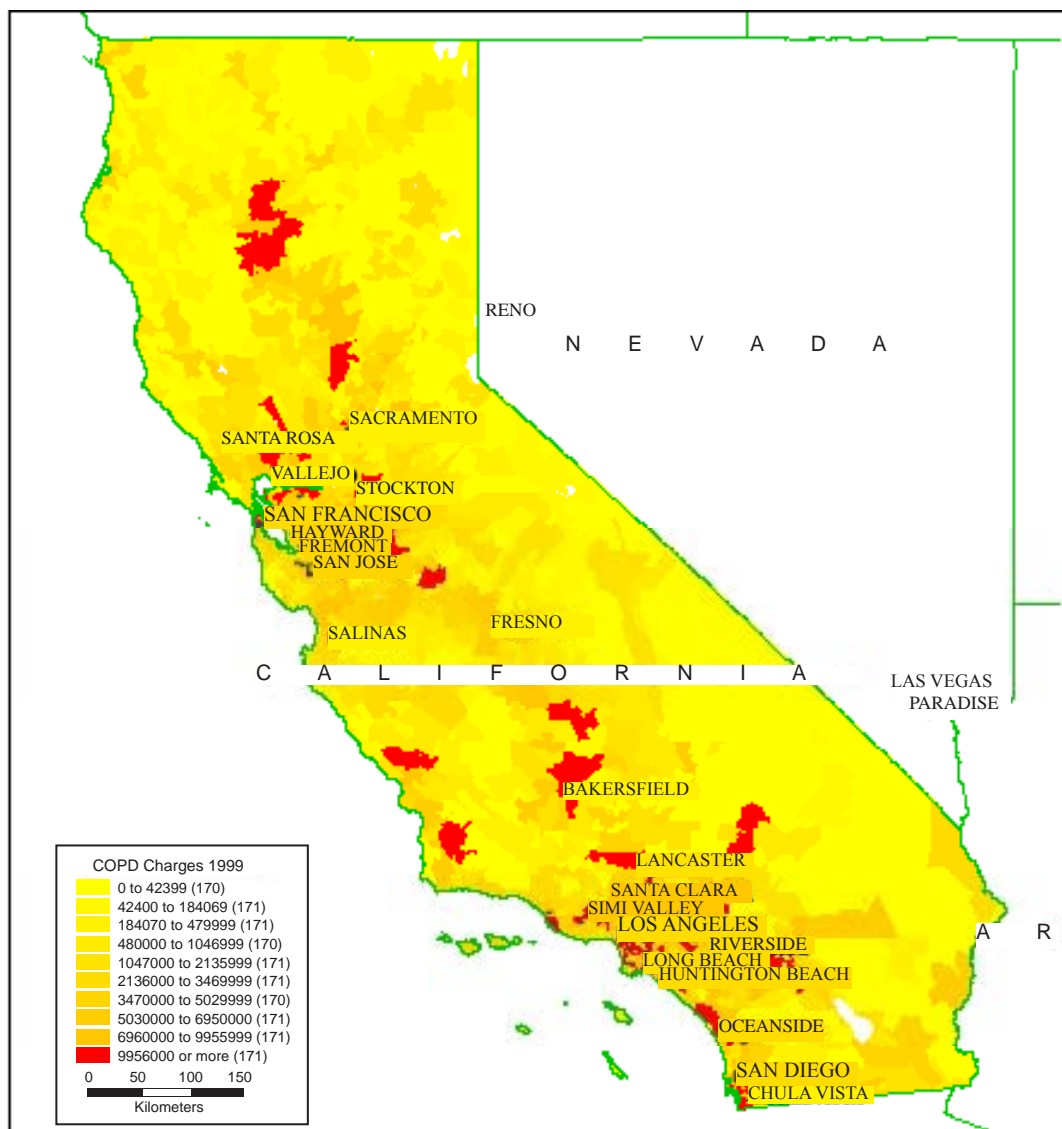 RENO
N E V A D A
SACRAMENTO
SANTA ROSA
VALLEJO
STOCKTON
SAN FRANCISCO
HAYWARD
FREMONT
SAN JOSE
FRESNO
SALINAS
C A L I F O R N I A
LAS VEGAS
PARADISE
BAKERSFIELD
LANCASTER
SANTA CLARA
SIMI VALLEY
LOS ANGELES
A R
RIVERSIDE
LONG BEACH
HUNTINGTON BEACH
OCEANSIDE
SAN DIEGO
CHULA VISTA
COPD Charges 1999
0 to 42399 (170)
42400 to 184069 (171)
184070 to 479999 (171)
480000 to 1046999 (170)
1047000 to 2135999 (171)
2136000 to 3469999 (171)
3470000 to 5029999 (170)
5030000 to 6950000 (171)
6960000 to 9955999 (171)
9956000 or more (171)
0 50 100 150
Kilometers